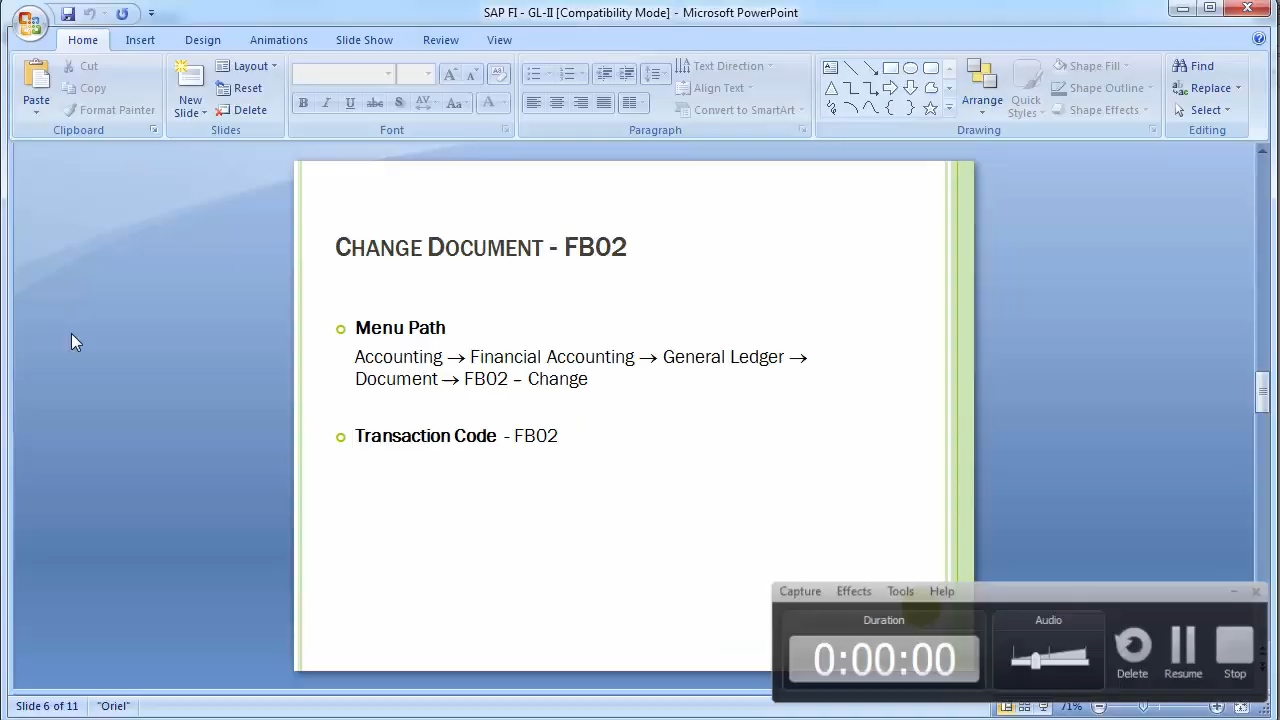 SAP FI - GL-II [Compatibility Mode] - Microsoft PowerPoint
Home Insert Design Animations Slide Show Review View
Paste
Cut
Copy
Format Painter
Clipboard
New Slide
Layout
Reset
Delete
Slides
B I U abc S AV Aa A
Font
Text Direction
Align Text
Convert to SmartArt
Paragraph
Arrange
Quick Styles
Shape Fill
Shape Outline
Shape Effects
Drawing
Find
Replace
Select
Editing
CHANGE DOCUMENT - FB02
Menu Path
Accounting → Financial Accounting → General Ledger →
Document → FB02 – Change
Transaction Code - FB02
Capture Effects Tools Help
Duration
0:00:00
Audio
Delete Resume Stop
Slide 6 of 11 "Oriel" 71%